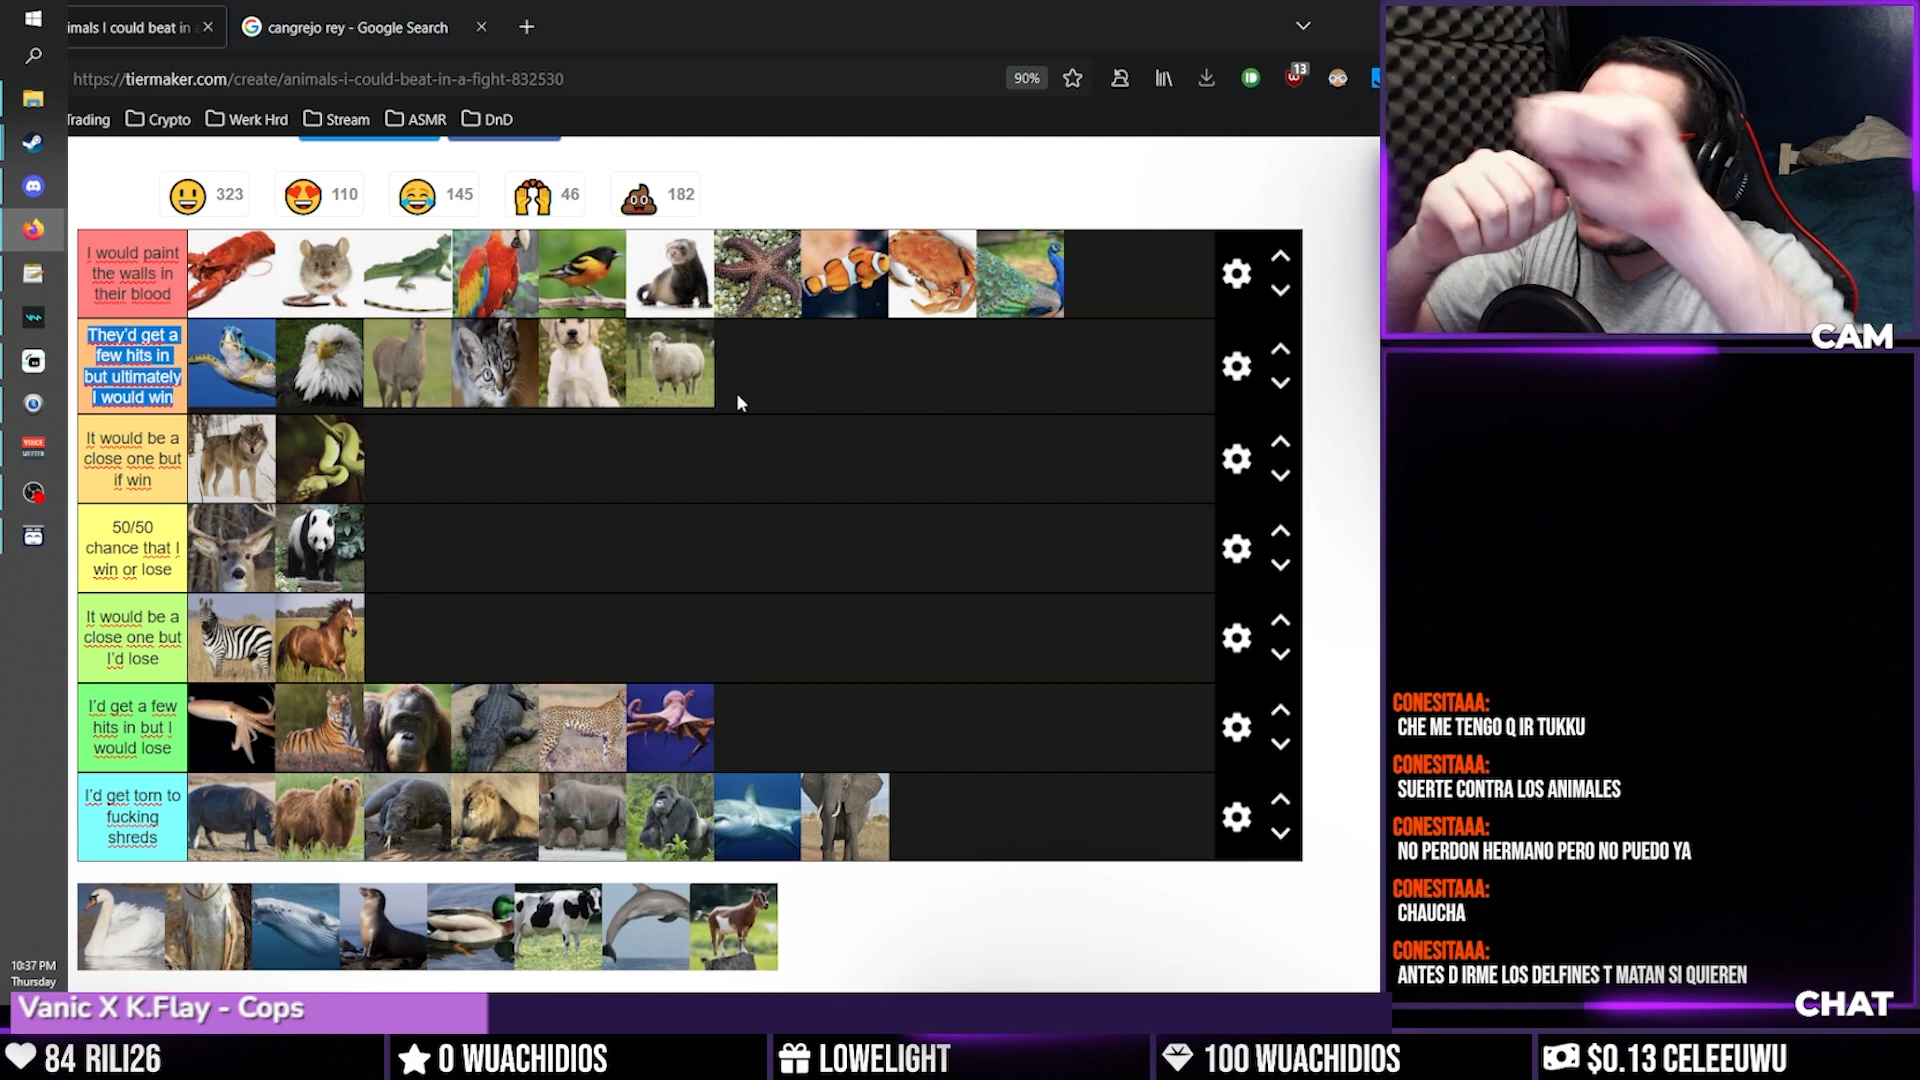 imals I could beat in
cangrejo rey - Google Search
https://tiermaker.com/create/animals-i-could-beat-in-a-fight-832530
90%
13
Trading
Crypto
Werk Hrd
Stream
ASMR
DnD
323
110
145
46
182
I would paint
the walls in
their blood
They'd get a
few hits in
but ultimately
I would win
It would be a
close one but
if win
50/50
chance that I
win or lose
It would be a
close one but
I'd lose
I'd get a few
hits in but I
would lose
I'd get torn to
fucking
shreds
10:37 PM
Thursday
CAM
CONESITAAA:
CHE ME TENGO Q IR TUKKU
CONESITAAA:
SUERTE CONTRA LOS ANIMALES
CONESITAAA:
NO PERDON HERMANO PERO NO PUEDO YA
CONESITAAA:
CHAUCHA
CONESITAAA:
ANTES D IRME LOS DELFINES T MATAN SI QUIEREN
CHAT
Vanic X K.Flay - Cops
84 RILI26
0 WUACHIDIOS
LOWELIGHT
100 WUACHIDIOS
$0.13 CELEEUWU